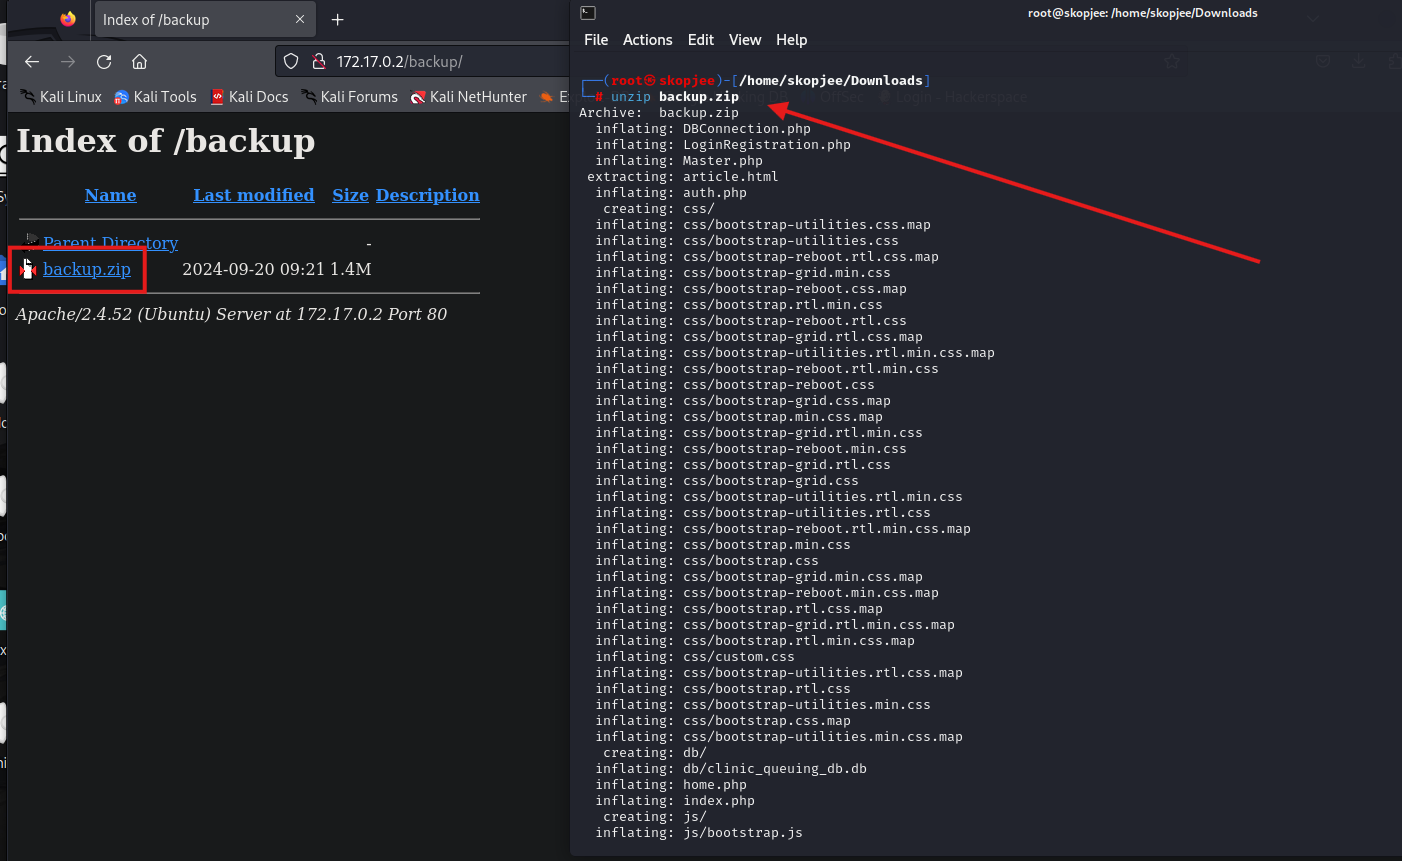 Index of /backup
172.17.0.2/backup/
Kali Linux Kali Tools Kali Docs Kali Forums Kali NetHunter
Index of /backup
Name Last modified Size Description
Parent Directory -
backup.zip 2024-09-20 09:21 1.4M
Apache/2.4.52 (Ubuntu) Server at 172.17.0.2 Port 80
root@skopjee: /home/skopjee/Downloads
File Actions Edit View Help
┌──(root㉿skopjee)-[/home/skopjee/Downloads]
└─# unzip backup.zip
Archive:  backup.zip
inflating: DBConnection.php
inflating: LoginRegistration.php
inflating: Master.php
extracting: article.html
inflating: auth.php
creating: css/
inflating: css/bootstrap-utilities.css.map
inflating: css/bootstrap-utilities.css
inflating: css/bootstrap-reboot.rtl.css.map
inflating: css/bootstrap-grid.min.css
inflating: css/bootstrap-reboot.css.map
inflating: css/bootstrap.rtl.min.css
inflating: css/bootstrap-reboot.rtl.css
inflating: css/bootstrap-grid.rtl.css.map
inflating: css/bootstrap-utilities.rtl.min.css.map
inflating: css/bootstrap-reboot.rtl.min.css
inflating: css/bootstrap-reboot.css
inflating: css/bootstrap-grid.css.map
inflating: css/bootstrap.min.css.map
inflating: css/bootstrap-grid.rtl.min.css
inflating: css/bootstrap-reboot.min.css
inflating: css/bootstrap-grid.rtl.css
inflating: css/bootstrap-grid.css
inflating: css/bootstrap-utilities.rtl.min.css
inflating: css/bootstrap-utilities.rtl.css
inflating: css/bootstrap-reboot.rtl.min.css.map
inflating: css/bootstrap.min.css
inflating: css/bootstrap.css
inflating: css/bootstrap-grid.min.css.map
inflating: css/bootstrap-reboot.min.css.map
inflating: css/bootstrap.rtl.css.map
inflating: css/bootstrap-grid.rtl.min.css.map
inflating: css/bootstrap.rtl.min.css.map
inflating: css/custom.css
inflating: css/bootstrap-utilities.rtl.css.map
inflating: css/bootstrap.rtl.css
inflating: css/bootstrap-utilities.min.css
inflating: css/bootstrap.css.map
inflating: css/bootstrap-utilities.min.css.map
creating: db/
inflating: db/clinic_queuing_db.db
inflating: home.php
inflating: index.php
creating: js/
inflating: js/bootstrap.js